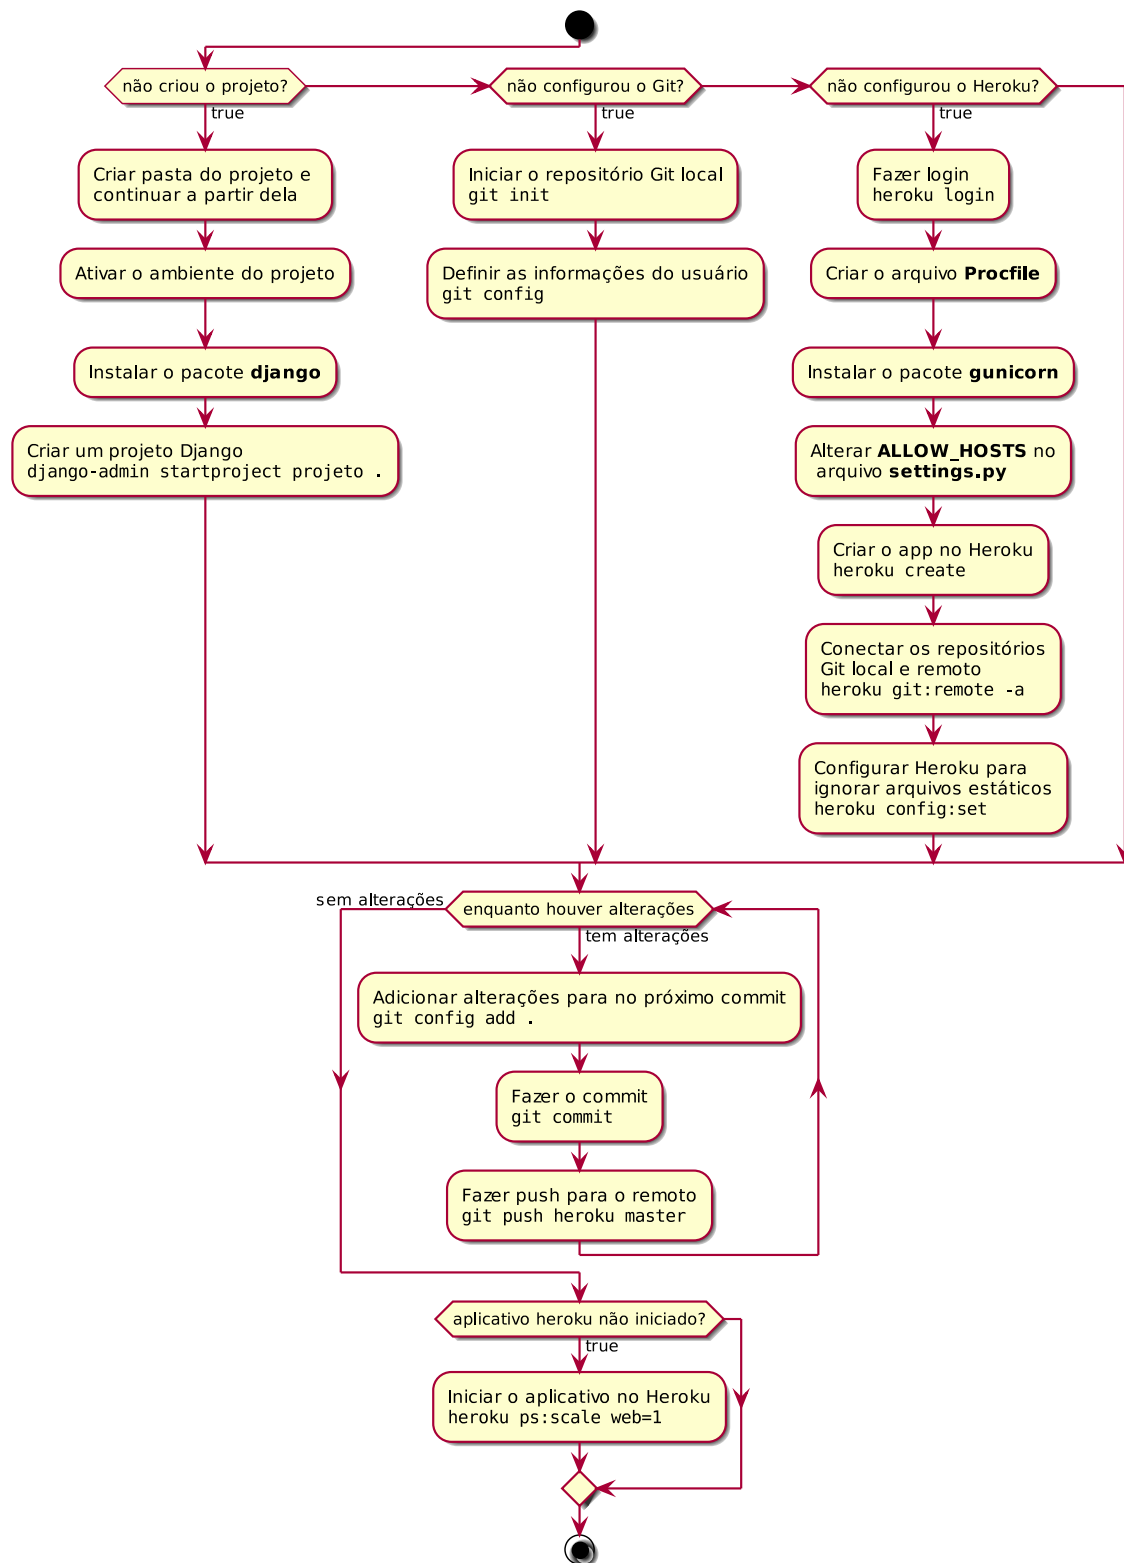 não criou o projeto?
true
Criar pasta do projeto e
continuar a partir dela
Ativar o ambiente do projeto
Instalar o pacote django
Criar um projeto Django
django-admin startproject projeto .
não configurou o Git?
true
Iniciar o repositório Git local
git init
Definir as informações do usuário
git config
não configurou o Heroku?
true
Fazer login
heroku login
Criar o arquivo Procfile
Instalar o pacote gunicorn
Alterar ALLOW_HOSTS no
arquivo settings.py
Criar o app no Heroku
heroku create
Conectar os repositórios
Git local e remoto
heroku git:remote -a
Configurar Heroku para
ignorar arquivos estáticos
heroku config:set
sem alterações
enquanto houver alterações
tem alterações
Adicionar alterações para no próximo commit
git config add .
Fazer o commit
git commit
Fazer push para o remoto
git push heroku master
aplicativo heroku não iniciado?
true
Iniciar o aplicativo no Heroku
heroku ps:scale web=1